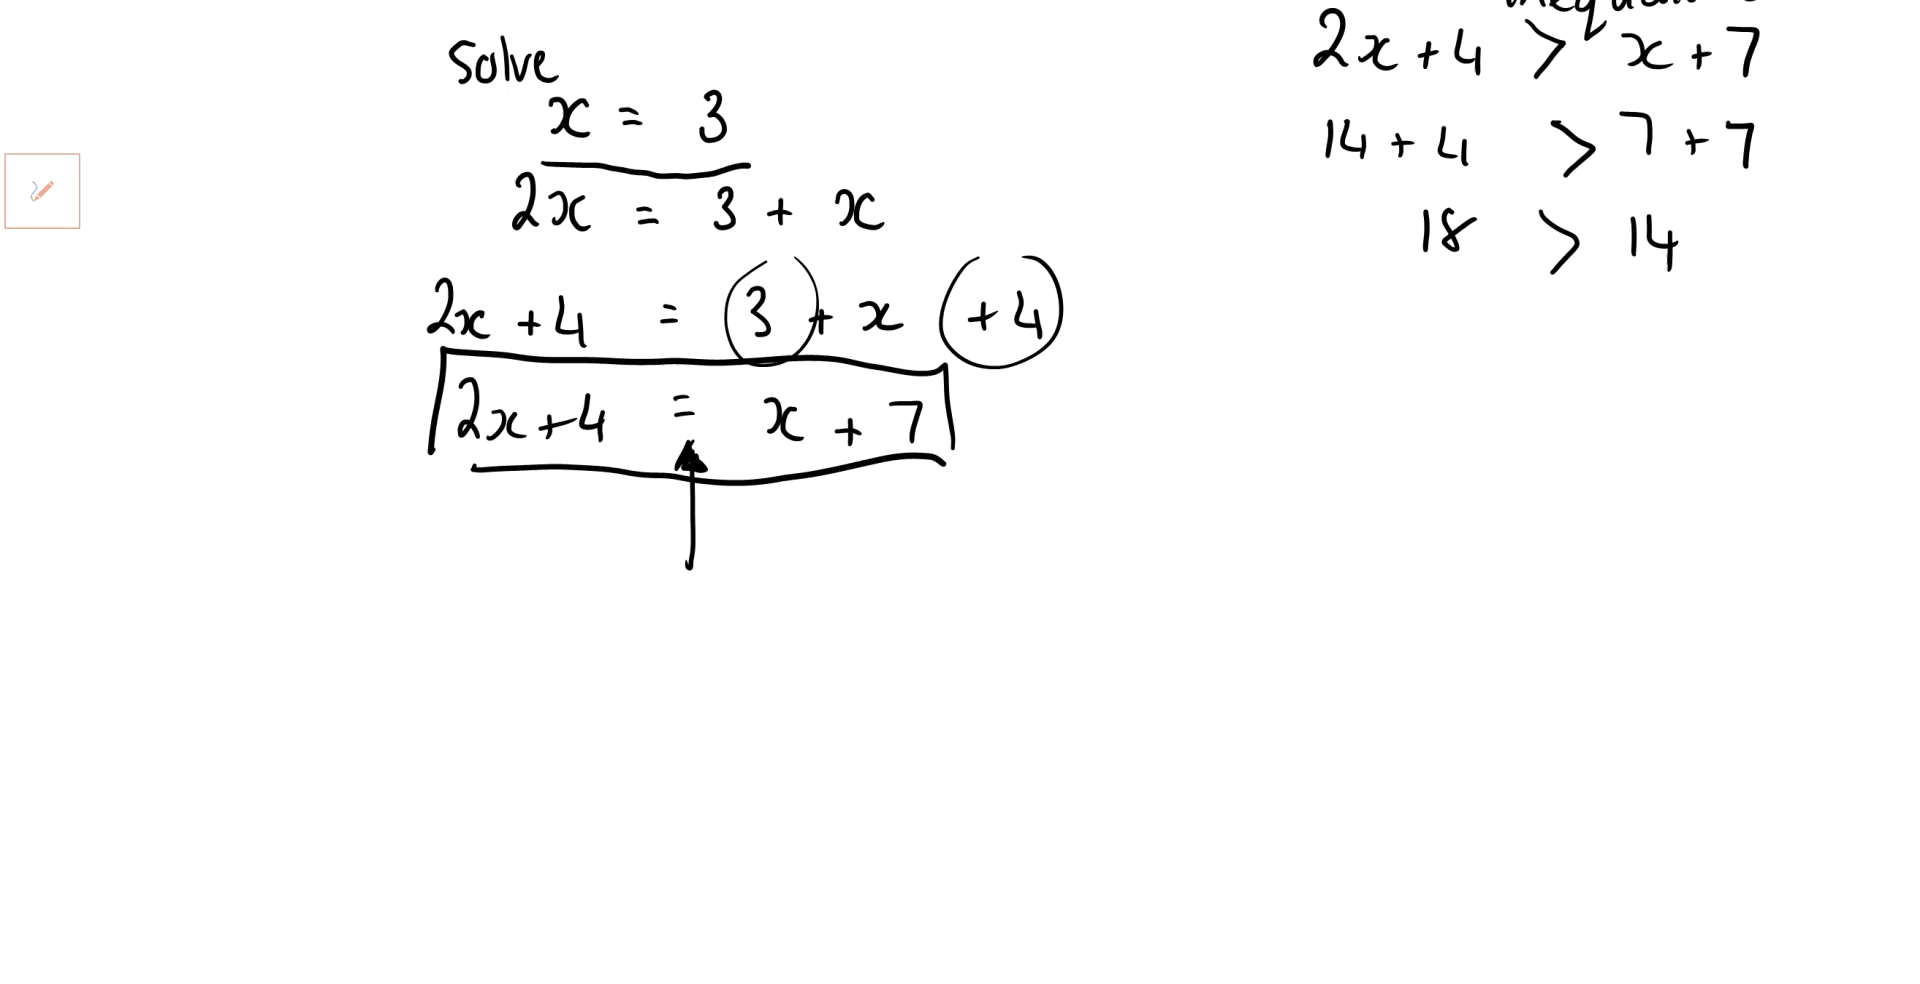 Solve
x = 3
2x = 3 + x
2x + 4 = 3 + x + 4
2x + 4 = x + 7
2x + 4 > x + 7
14 + 4 > 7 + 7
18 > 14